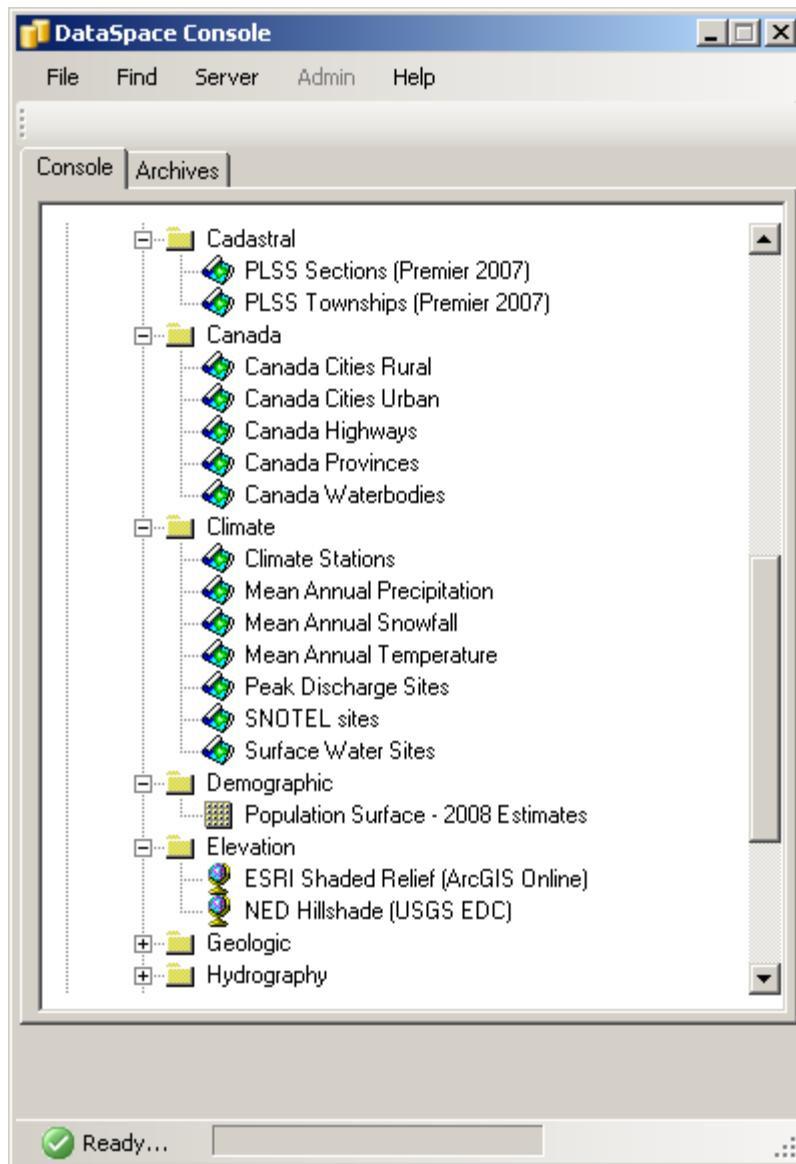 DataSpace Console
File Find Server Admin Help
Console Archives
Cadastral
PLSS Sections (Premier 2007)
PLSS Townships (Premier 2007)
Canada
Canada Cities Rural
Canada Cities Urban
Canada Highways
Canada Provinces
Canada Waterbodies
Climate
Climate Stations
Mean Annual Precipitation
Mean Annual Snowfall
Mean Annual Temperature
Peak Discharge Sites
SNOTEL sites
Surface Water Sites
Demographic
Population Surface - 2008 Estimates
Elevation
ESRI Shaded Relief (ArcGIS Online)
NED Hillshade (USGS EDC)
Geologic
Hydrography
Ready...